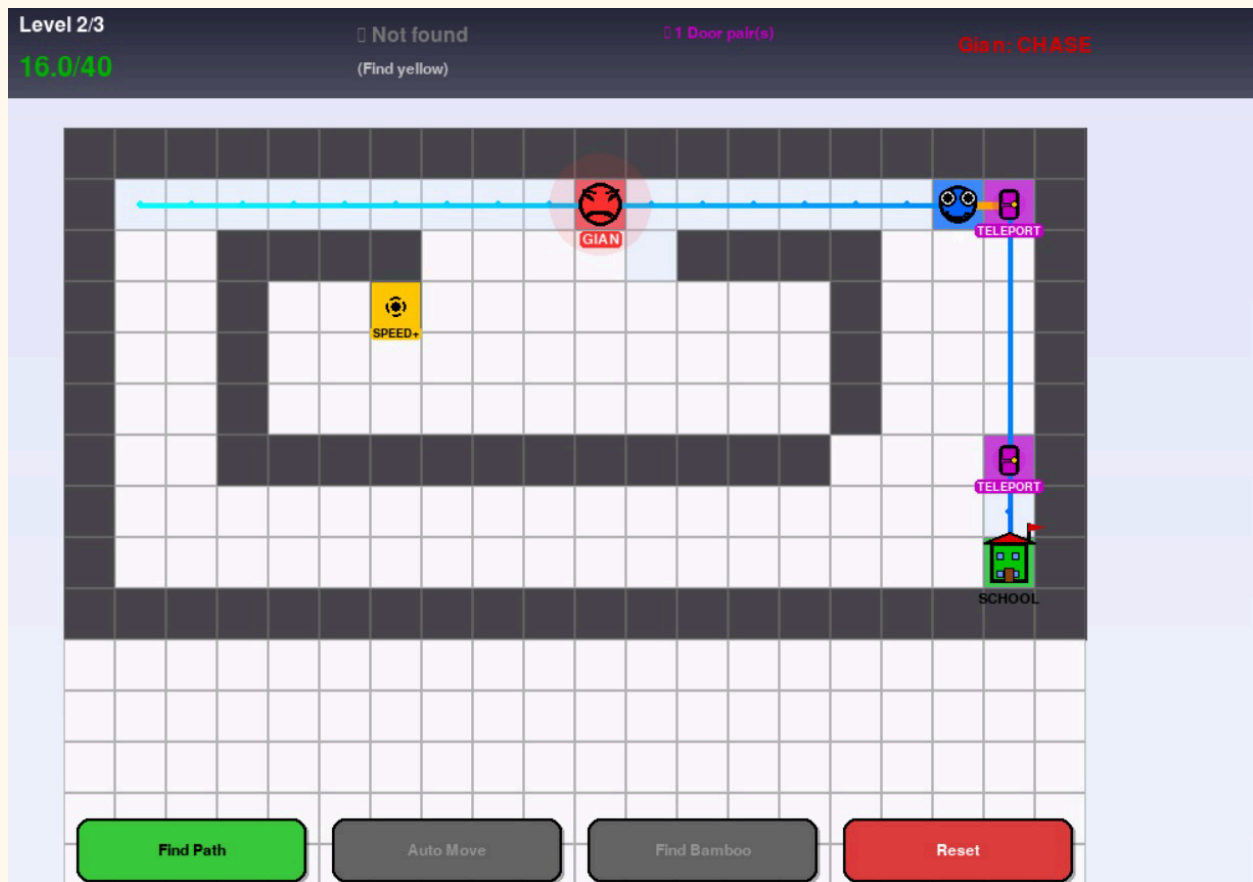 Level 2/3
16.0/40
Not found
(Find yellow)
1 Door pair(s)
Gian: CHASE
TELEPORT
GIAN
SPEED+
TELEPORT
SCHOOL
Find Path
Auto Move
Find Bamboo
Reset